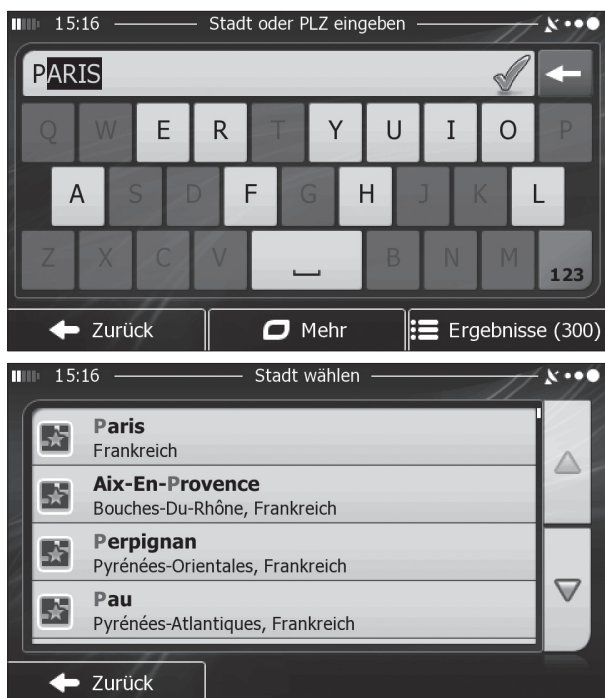 15:16 Stadt oder PLZ eingeben
PARIS
Q W E R T Y U I O P
A S D F G H J K L
Z X C V B N M 123
Zurück Mehr Ergebnisse (300)
15:16 Stadt wählen
Paris
Frankreich
Aix-En-Provence
Bouches-Du-Rhône, Frankreich
Perpignan
Pyrénées-Orientales, Frankreich
Pau
Pyrénées-Atlantiques, Frankreich
Zurück